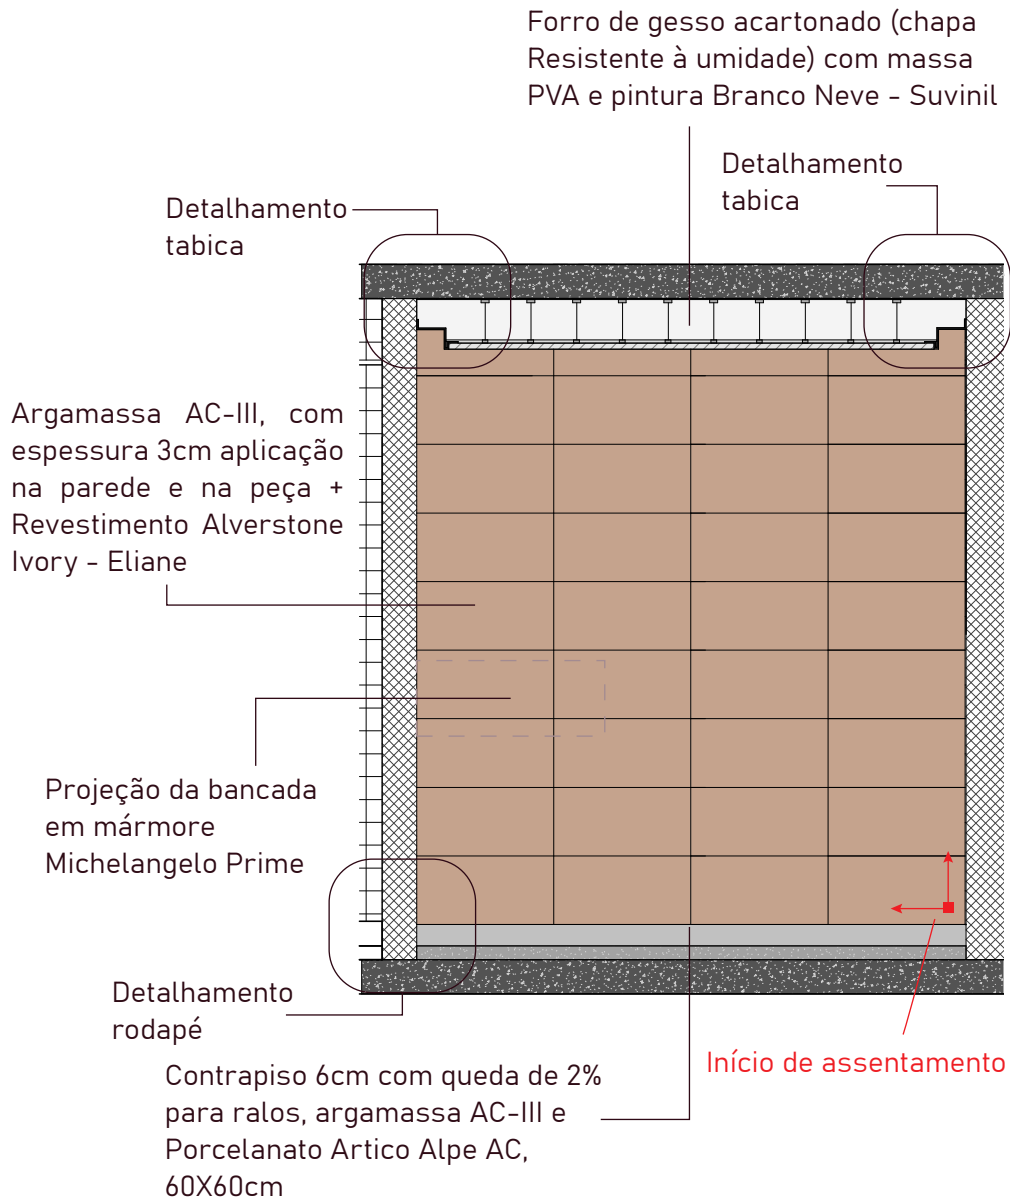 Forro de gesso acartonado (chapa
Resistente à umidade) com massa
PVA e pintura Branco Neve - Suvinil
Detalhamento
tabica
Detalhamento
tabica
Argamassa AC-III, com
espessura 3cm aplicação
na parede e na peça +
Revestimento Alverstone
Ivory - Eliane
Projeção da bancada
em mármore
Michelangelo Prime
Detalhamento
rodapé
Início de assentamento
Contrapiso 6cm com queda de 2%
para ralos, argamassa AC-III e
Porcelanato Artico Alpe AC,
60X60cm